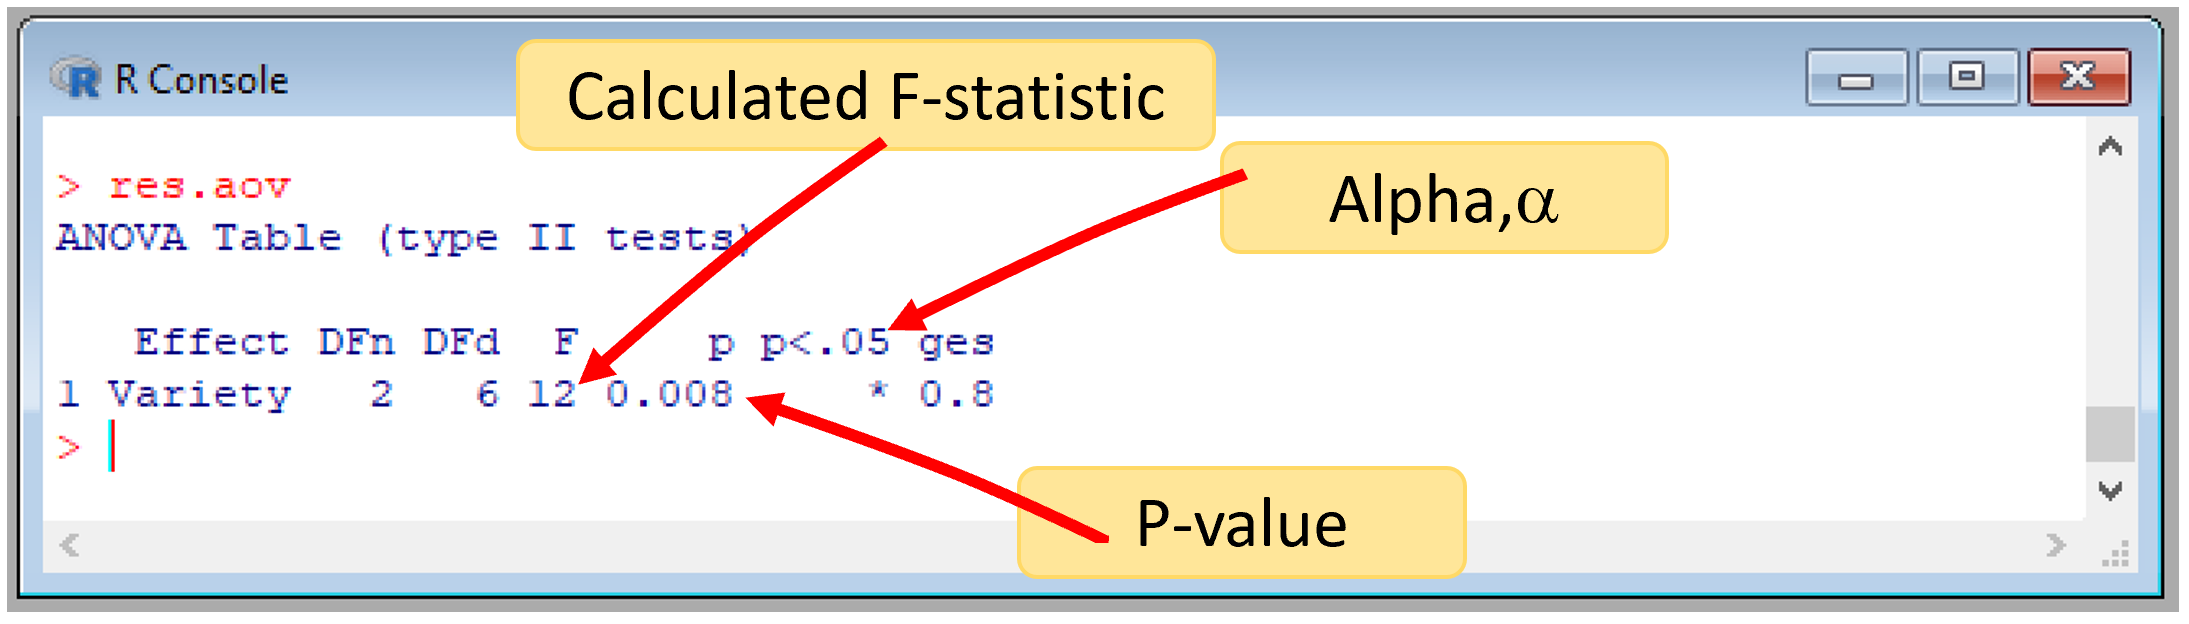 R Console
Calculated F-statistic
Alpha,α
> res.aov
ANOVA Table (type II tests)
Effect DFn DFd F p p<.05 ges
1 Variety 2 6 12 0.008 * 0.8
>
P-value